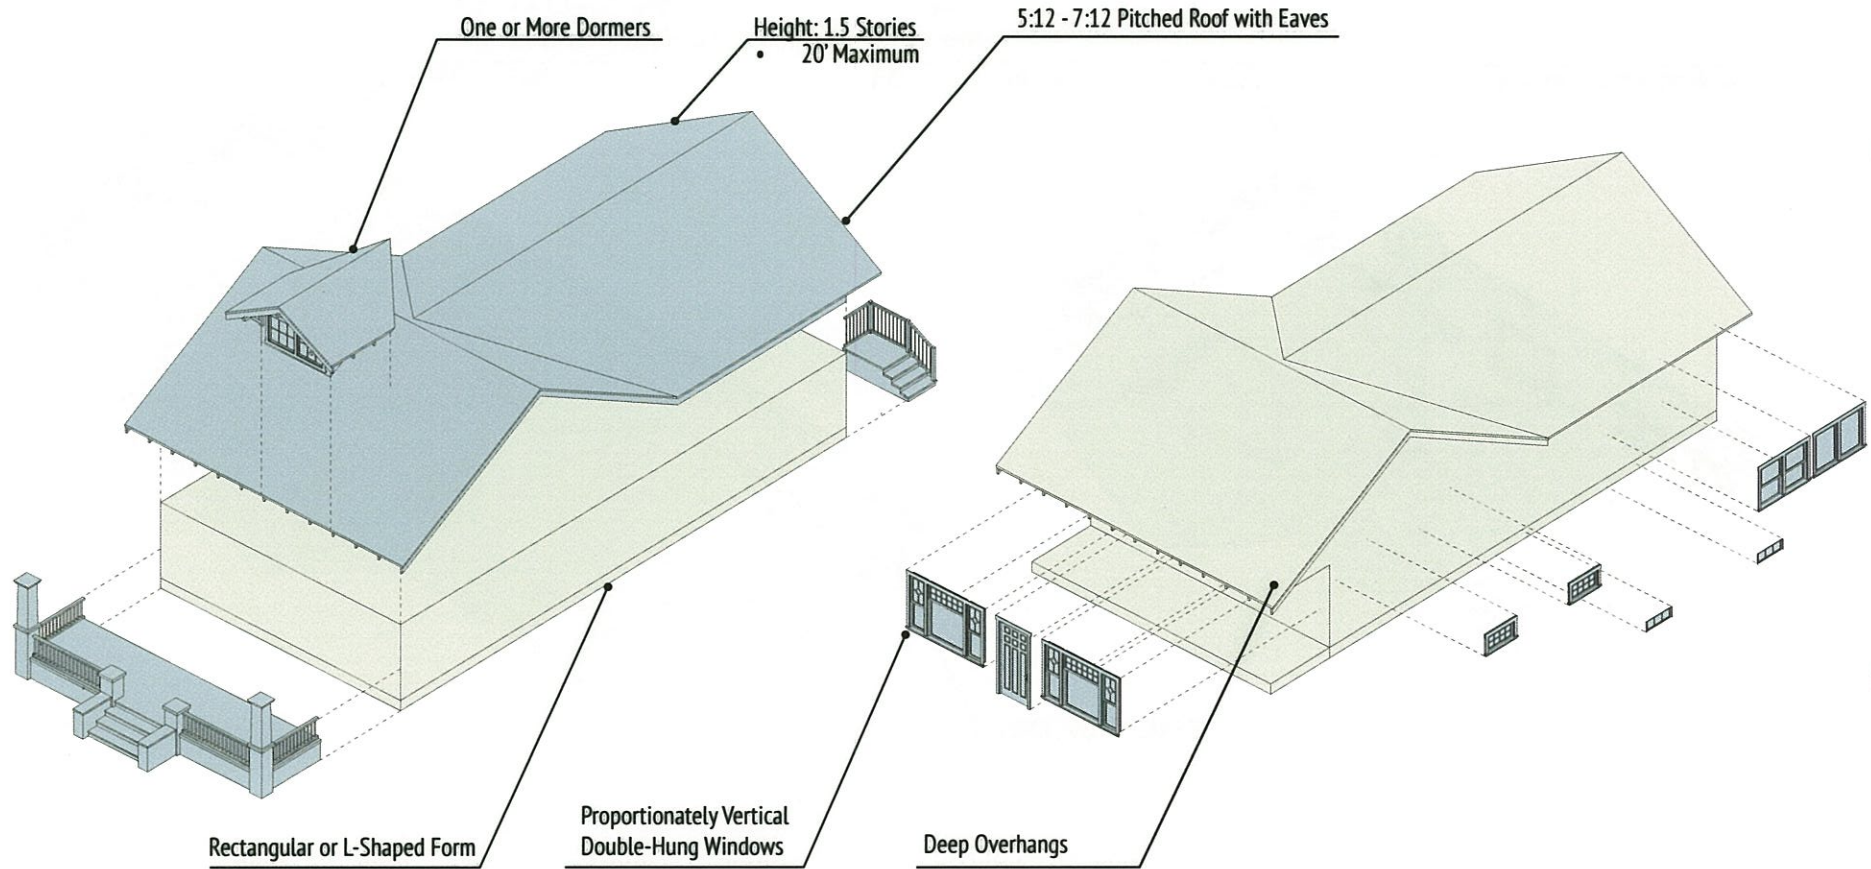 One or More Dormers
Height: 1.5 Stories
• 20' Maximum
5:12 - 7:12 Pitched Roof with Eaves
Rectangular or L-Shaped Form
Proportionately Vertical
Double-Hung Windows
Deep Overhangs